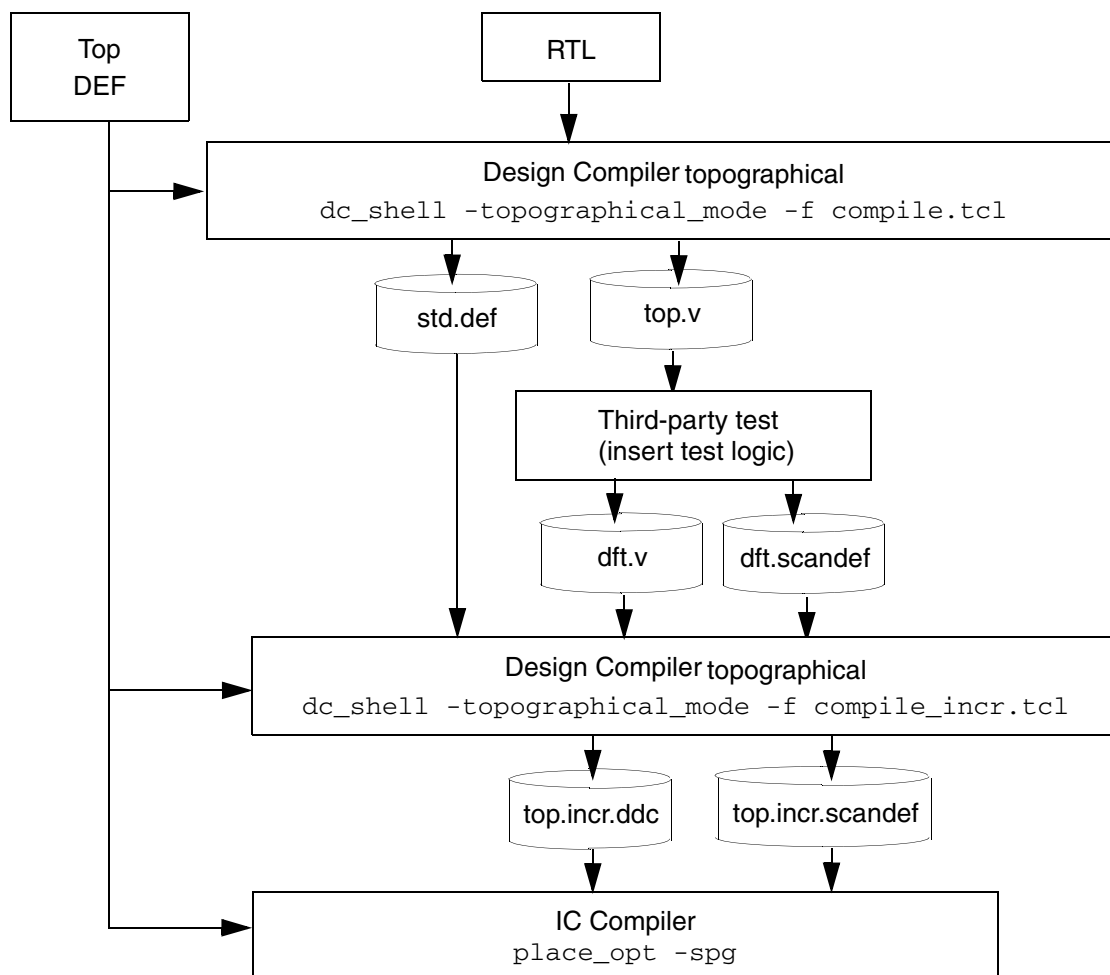 Top
DEF
RTL
Design Compiler topographical
dc_shell -topographical_mode -f compile.tcl
std.def
top.v
Third-party test
(insert test logic)
dft.v
dft.scandef
Design Compiler topographical
dc_shell -topographical_mode -f compile_incr.tcl
top.incr.ddc
top.incr.scandef
IC Compiler
place_opt -spg